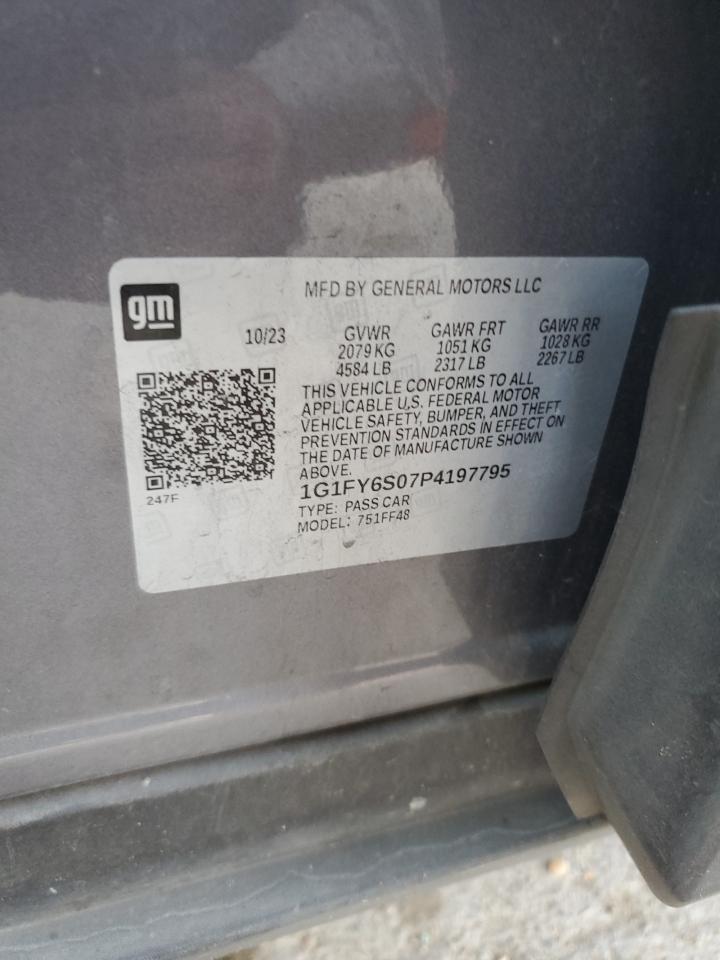 gm
MFD BY GENERAL MOTORS LLC
10/23
GVWR
2079 KG
4584 LB
GAWR FRT
1051 KG
2317 LB
GAWR RR
1028 KG
2267 LB
THIS VEHICLE CONFORMS TO ALL
APPLICABLE U.S. FEDERAL MOTOR
VEHICLE SAFETY, BUMPER, AND THEFT
PREVENTION STANDARDS IN EFFECT ON
THE DATE OF MANUFACTURE SHOWN
ABOVE.
1G1FY6S07P4197795
TYPE: PASS CAR
MODEL: 751FF48
247F